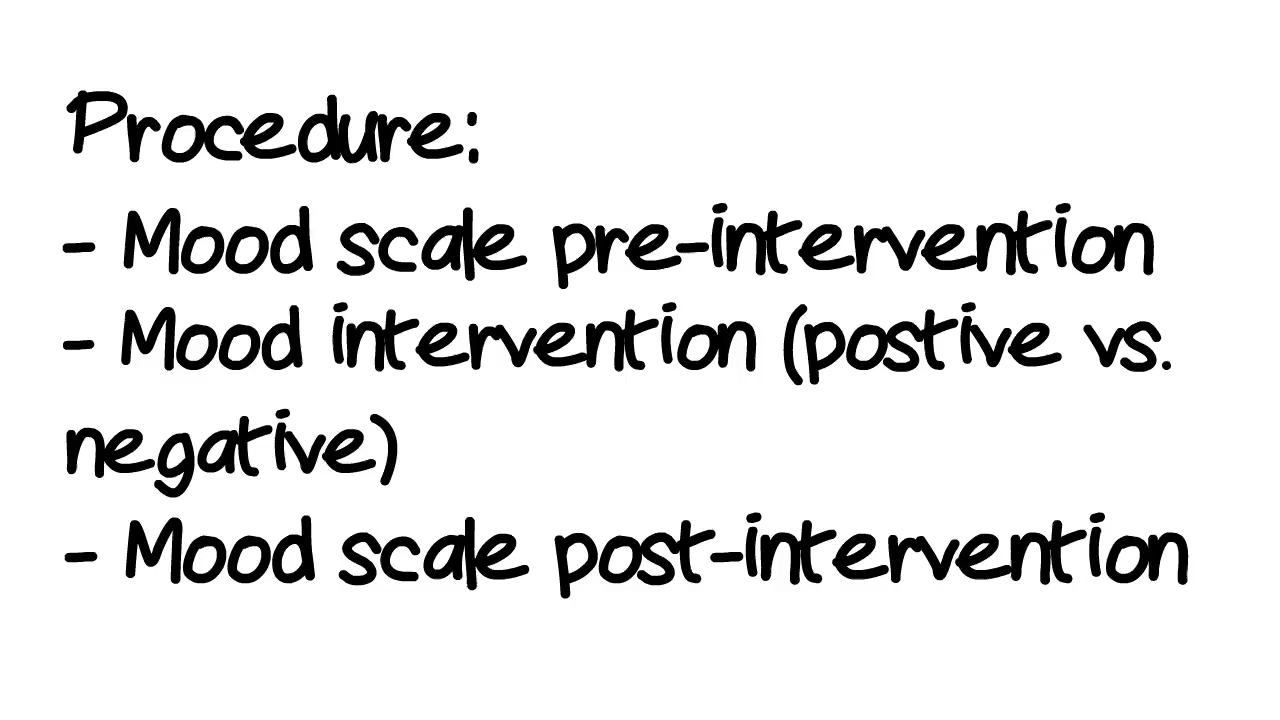 Procedure:
- Mood scale pre-intervention
- Mood intervention (postive vs.
negative)
- Mood scale post-intervention